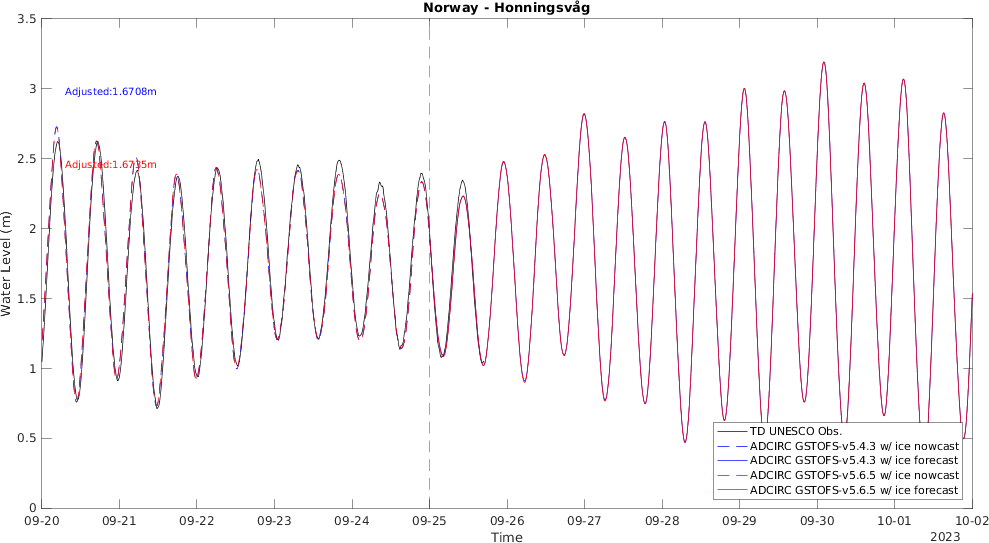 Norway - Honningsvåg
3.5
3
2.5
2
1.5
1
0.5
0
Water Level (m)
Adjusted:1.6708m
Adjusted:1.6735m
TD UNESCO Obs.
ADCIRC GSTOFS-v5.4.3 w/ ice nowcast
ADCIRC GSTOFS-v5.4.3 w/ ice forecast
ADCIRC GSTOFS-v5.6.5 w/ ice nowcast
ADCIRC GSTOFS-v5.6.5 w/ ice forecast
09-20 09-21 09-22 09-23 09-24 09-25 09-26 09-27 09-28 09-29 09-30 10-01 10-02
Time
2023